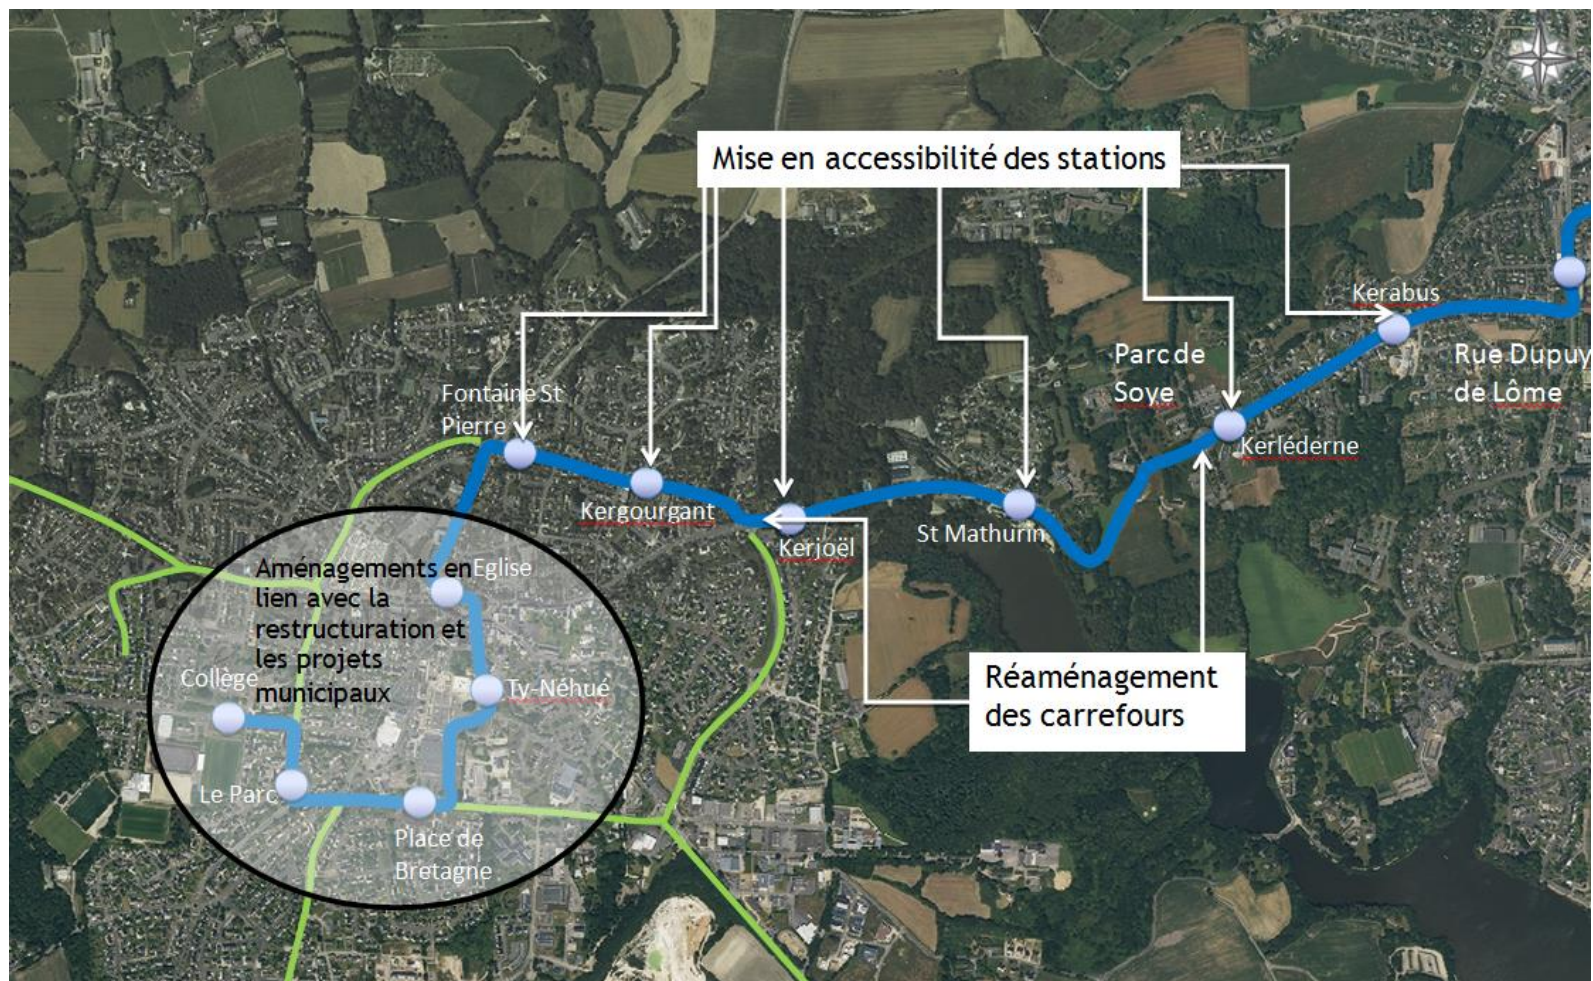 Mise en accessibilité des stations
Kerabus
Parc de
Soye
Rue Dupuy
de Lôme
Fontaine St
Pierre
Kerléderne
Kergourgant
St Mathurin
Kerjoël
Eglise
Aménagements en
lien avec la
restructuration et
les projets
municipaux
Collège
Ty-Néhué
Réaménagement
des carrefours
Le Parc
Place de
Bretagne